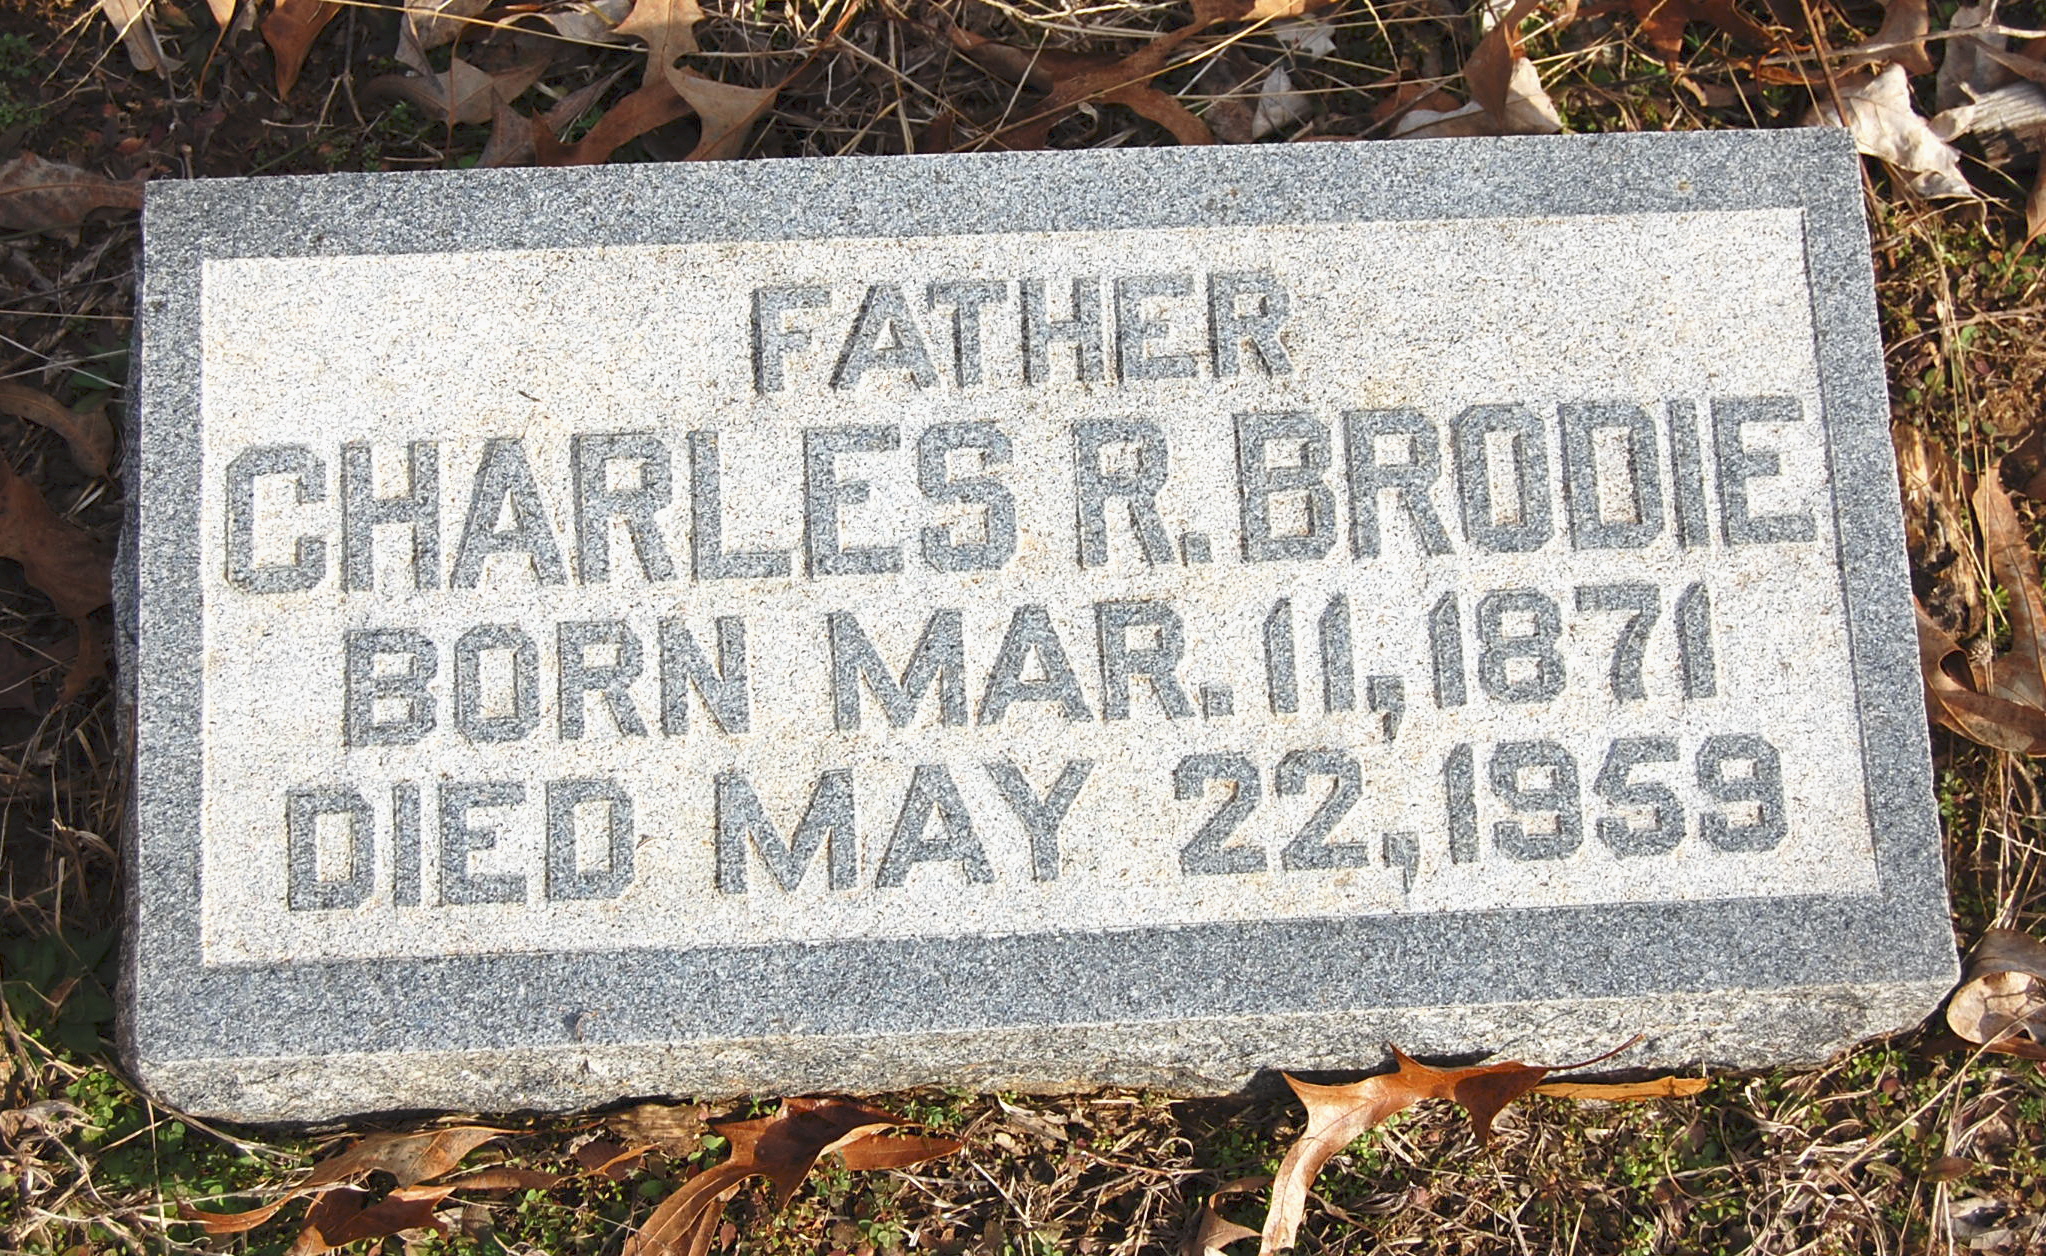 FATHER
CHARLES R. BRODIE
BORN MAR. 11, 1871
DIED MAY 22, 1959